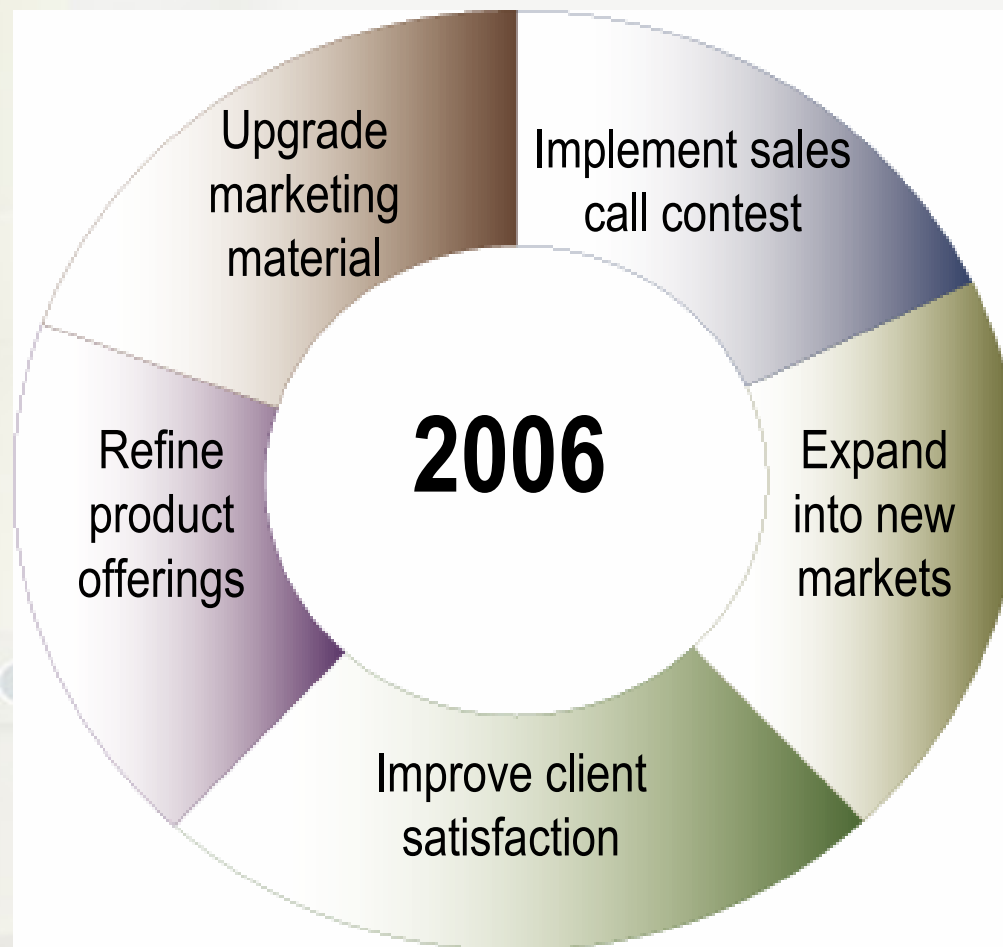 Upgrade
marketing
material
Implement sales
call contest
Refine
product
offerings
2006
Expand
into new
markets
Improve client
satisfaction